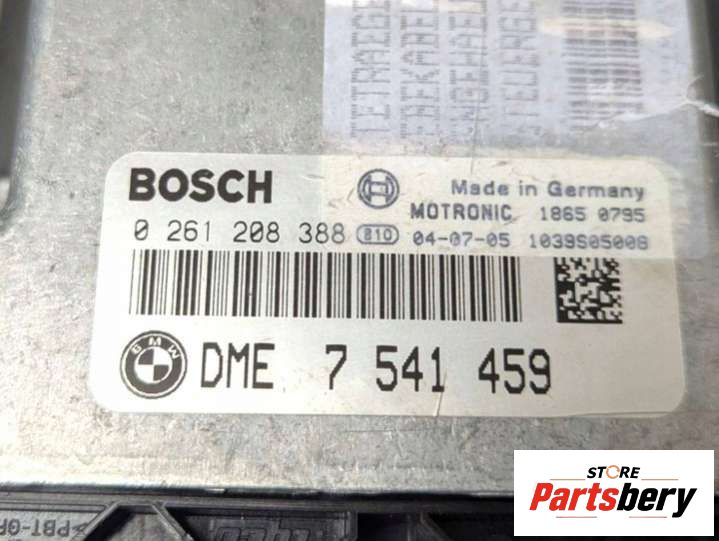 BOSCH
Made in Germany
MOTRONIC 1865 0795
0 261 208 388 810 04-07-05 1039S05008
BMW
DME 7 541 459
STORE
Partsbery